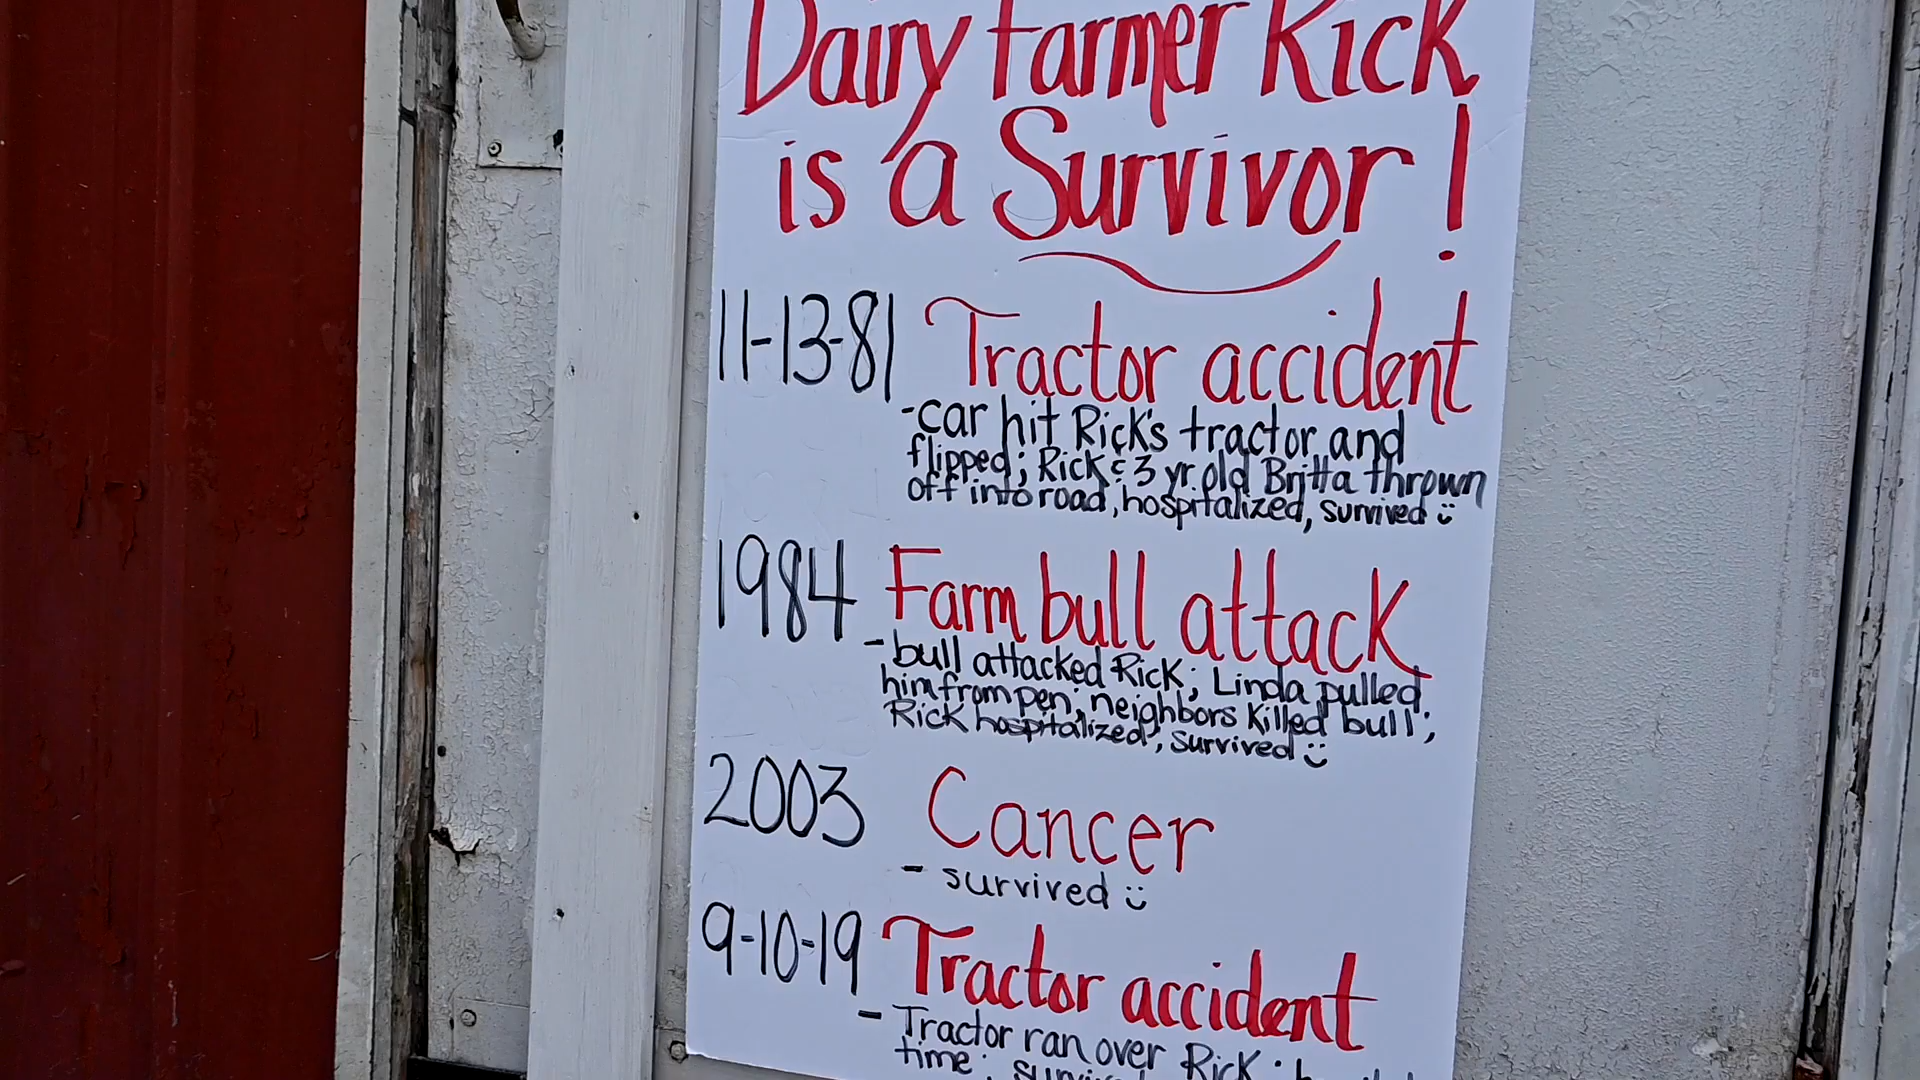 Dairy Farmer Rick
is a Survivor!
11-13-81 Tractor accident
-car hit Rick's tractor and
flipped; Rick & 3 yr. old Britta thrown
off into road, hospitalized, survived :)
1984 Farm bull attack
-bull attacked Rick; Linda pulled
him from pen; neighbors killed bull;
Rick hospitalized, survived :)
2003 Cancer
- survived :)
9-10-19 Tractor accident
- Tractor ran over Rick;
time;